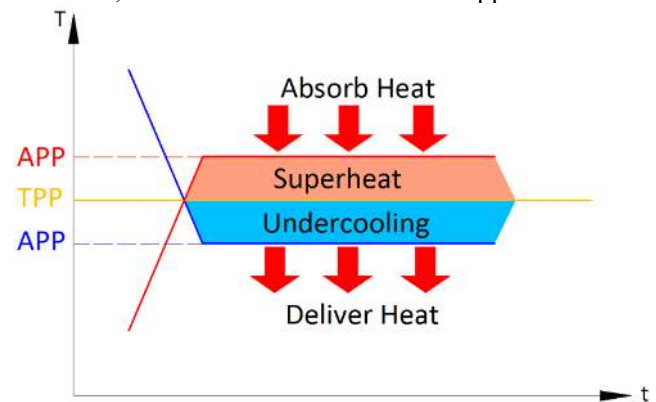 T
Absorb Heat
APP
Superheat
TPP
Undercooling
APP
Deliver Heat
t